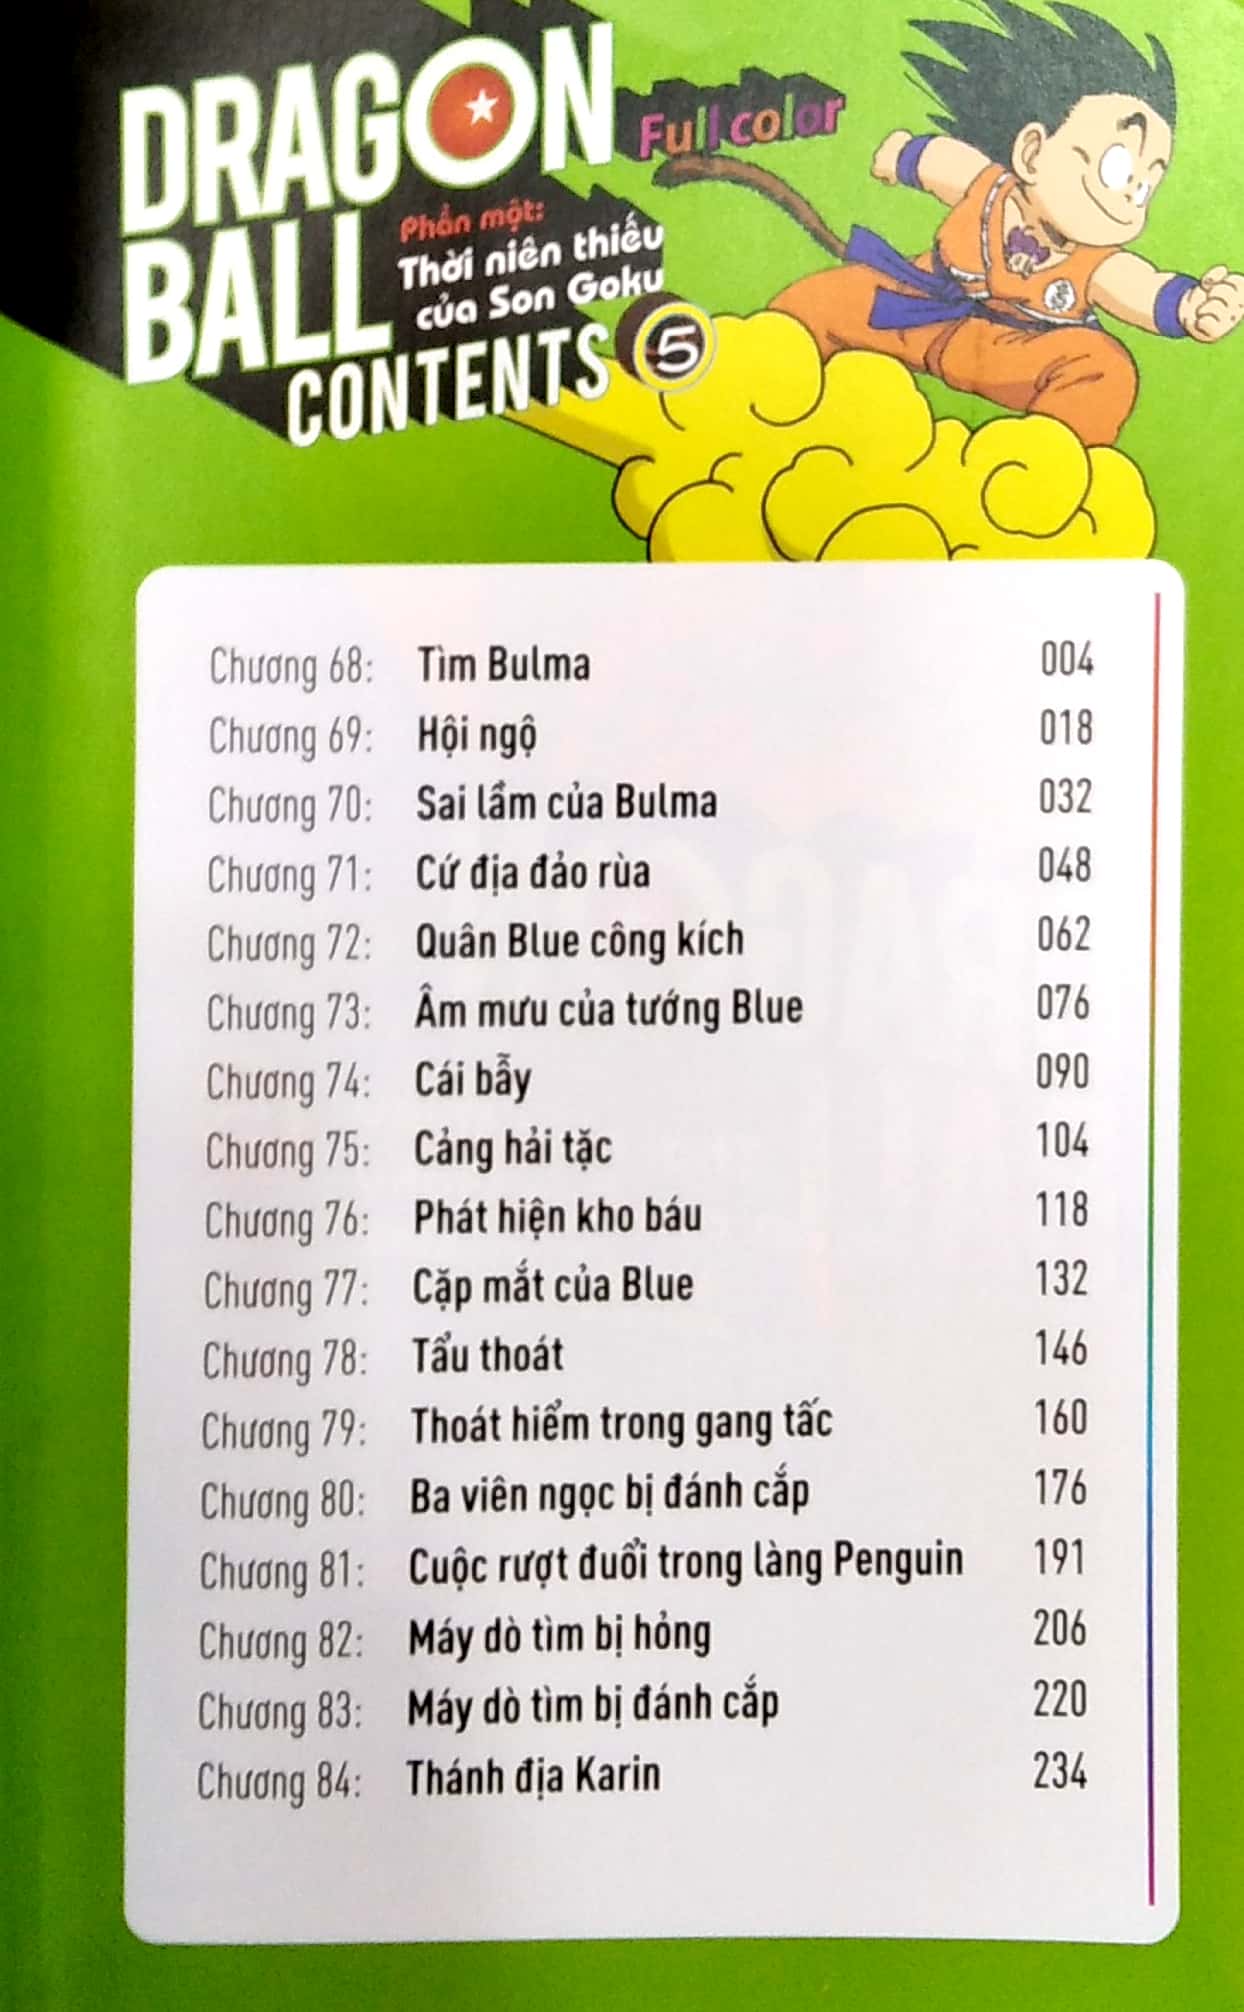 DRAGON
BALL
Full color
Phần một:
Thời niên thiếu
của Son Goku
CONTENTS 5
Chương 68: Tìm Bulma 004
Chương 69: Hội ngộ 018
Chương 70: Sai lầm của Bulma 032
Chương 71: Cứ địa đảo rùa 048
Chương 72: Quân Blue công kích 062
Chương 73: Âm mưu của tướng Blue 076
Chương 74: Cái bẫy 090
Chương 75: Cảng hải tặc 104
Chương 76: Phát hiện kho báu 118
Chương 77: Cặp mắt của Blue 132
Chương 78: Tẩu thoát 146
Chương 79: Thoát hiểm trong gang tấc 160
Chương 80: Ba viên ngọc bị đánh cắp 176
Chương 81: Cuộc rượt đuổi trong làng Penguin 191
Chương 82: Máy dò tìm bị hỏng 206
Chương 83: Máy dò tìm bị đánh cắp 220
Chương 84: Thánh địa Karin 234